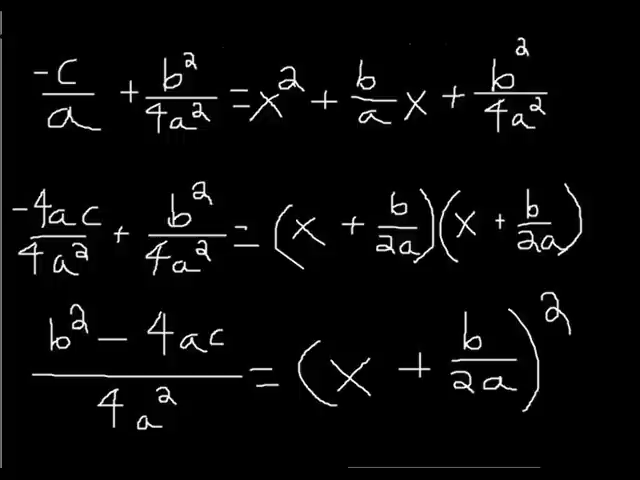 -c/a + b²/4a² = x² + b/a x + b²/4a²
-4ac/4a² + b²/4a² = (x + b/2a)(x + b/2a)
b² - 4ac/4a² = (x + b/2a)²